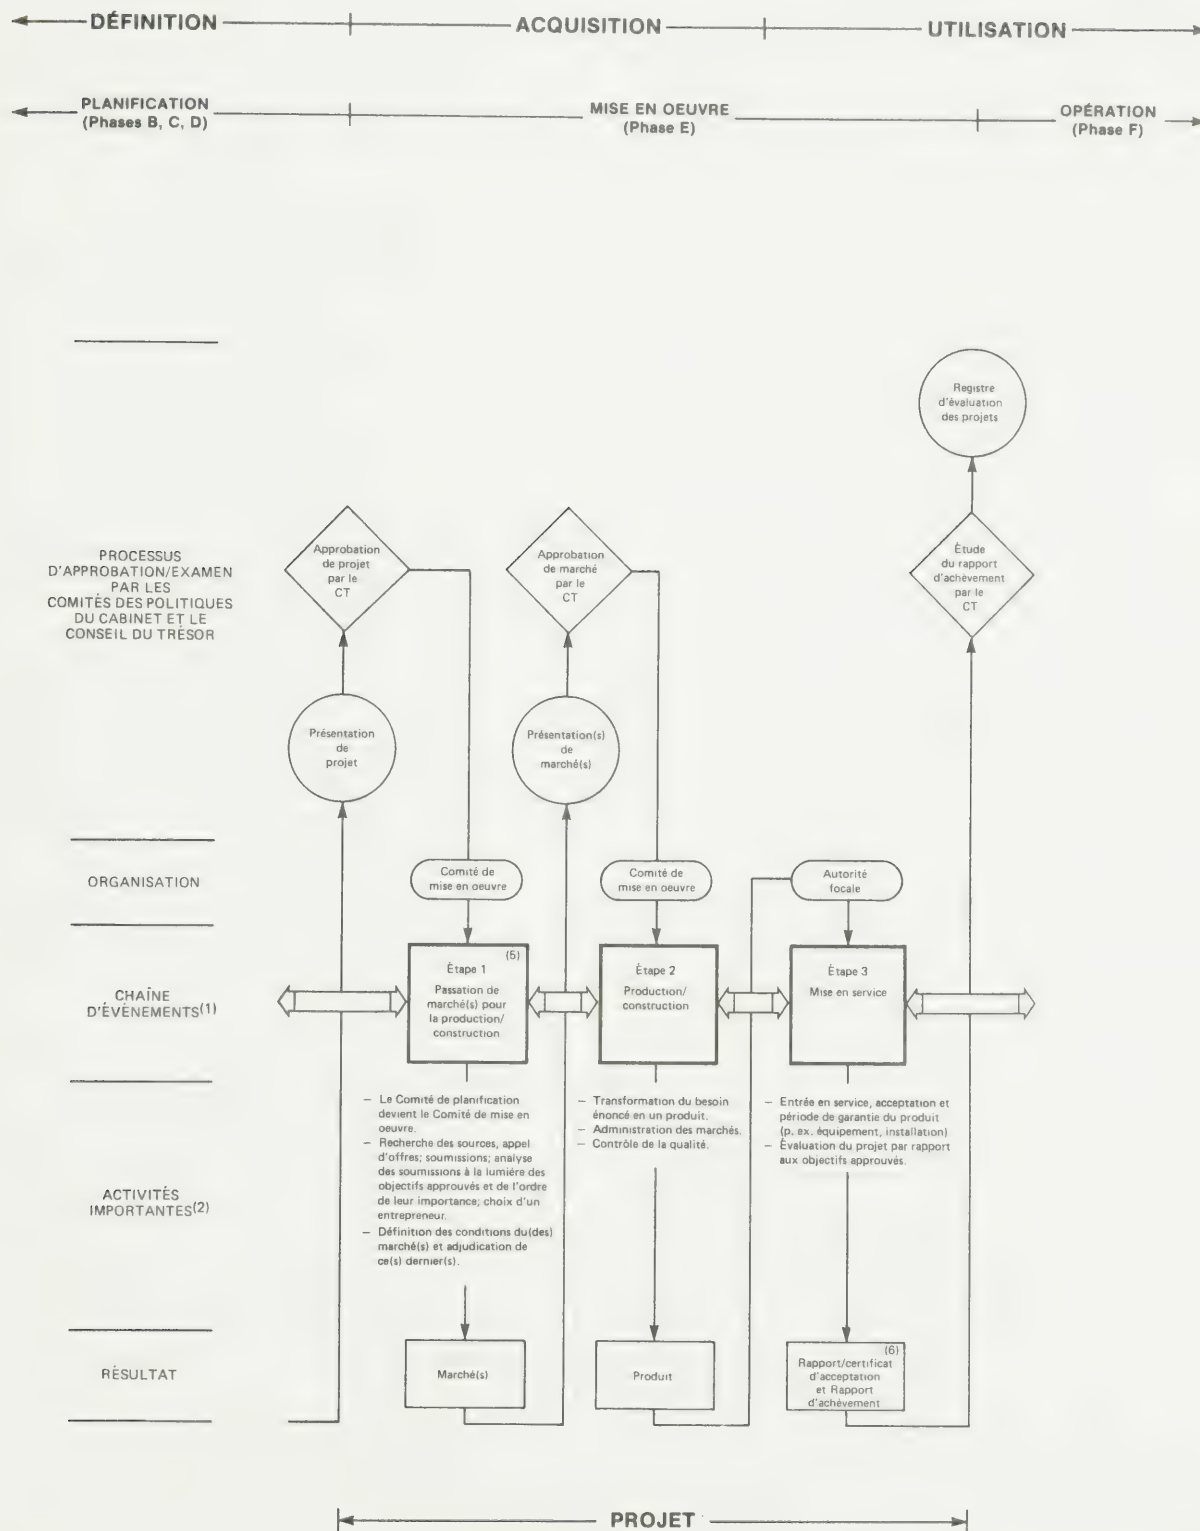 DÉFINITION
ACQUISITION
UTILISATION
PLANIFICATION
(Phases B, C, D)
MISE EN OEUVRE
(Phase E)
OPÉRATION
(Phase F)
Registre
d'évaluation
des projets
PROCESSUS
D'APPROBATION/EXAMEN
PAR LES
COMITÉS DES POLITIQUES
DU CABINET ET LE
CONSEIL DU TRÉSOR
Approbation
de projet
par le
CT
Approbation
de marché
par le
CT
Étude
du rapport
d'achèvement
par le
CT
Présentation
de
projet
Présentation(s)
de
marché(s)
ORGANISATION
Comité de
mise en oeuvre
Comité de
mise en oeuvre
Autorité
focale
CHAÎNE
D'ÉVÉNEMENTS(1)
(5)
Étape 1
Passation de
marché(s) pour
la production/
construction
Étape 2
Production/
construction
Étape 3
Mise en service
ACTIVITÉS
IMPORTANTES(2)
– Le Comité de planification
devient le Comité de mise en
oeuvre.
– Recherche des sources, appel
d'offres; soumissions; analyse
des soumissions à la lumière des
objectifs approuvés et de l'ordre
de leur importance; choix d'un
entrepreneur.
– Définition des conditions du(des)
marché(s) et adjudication de
ce(s) dernier(s).
– Transformation du besoin
énoncé en un produit.
– Administration des marchés.
– Contrôle de la qualité.
– Entrée en service, acceptation et
période de garantie du produit
(p. ex. équipement, installation)
– Évaluation du projet par rapport
aux objectifs approuvés.
RÉSULTAT
Marché(s)
Produit
(6)
Rapport/certificat
d'acceptation
et Rapport
d'achèvement
PROJET